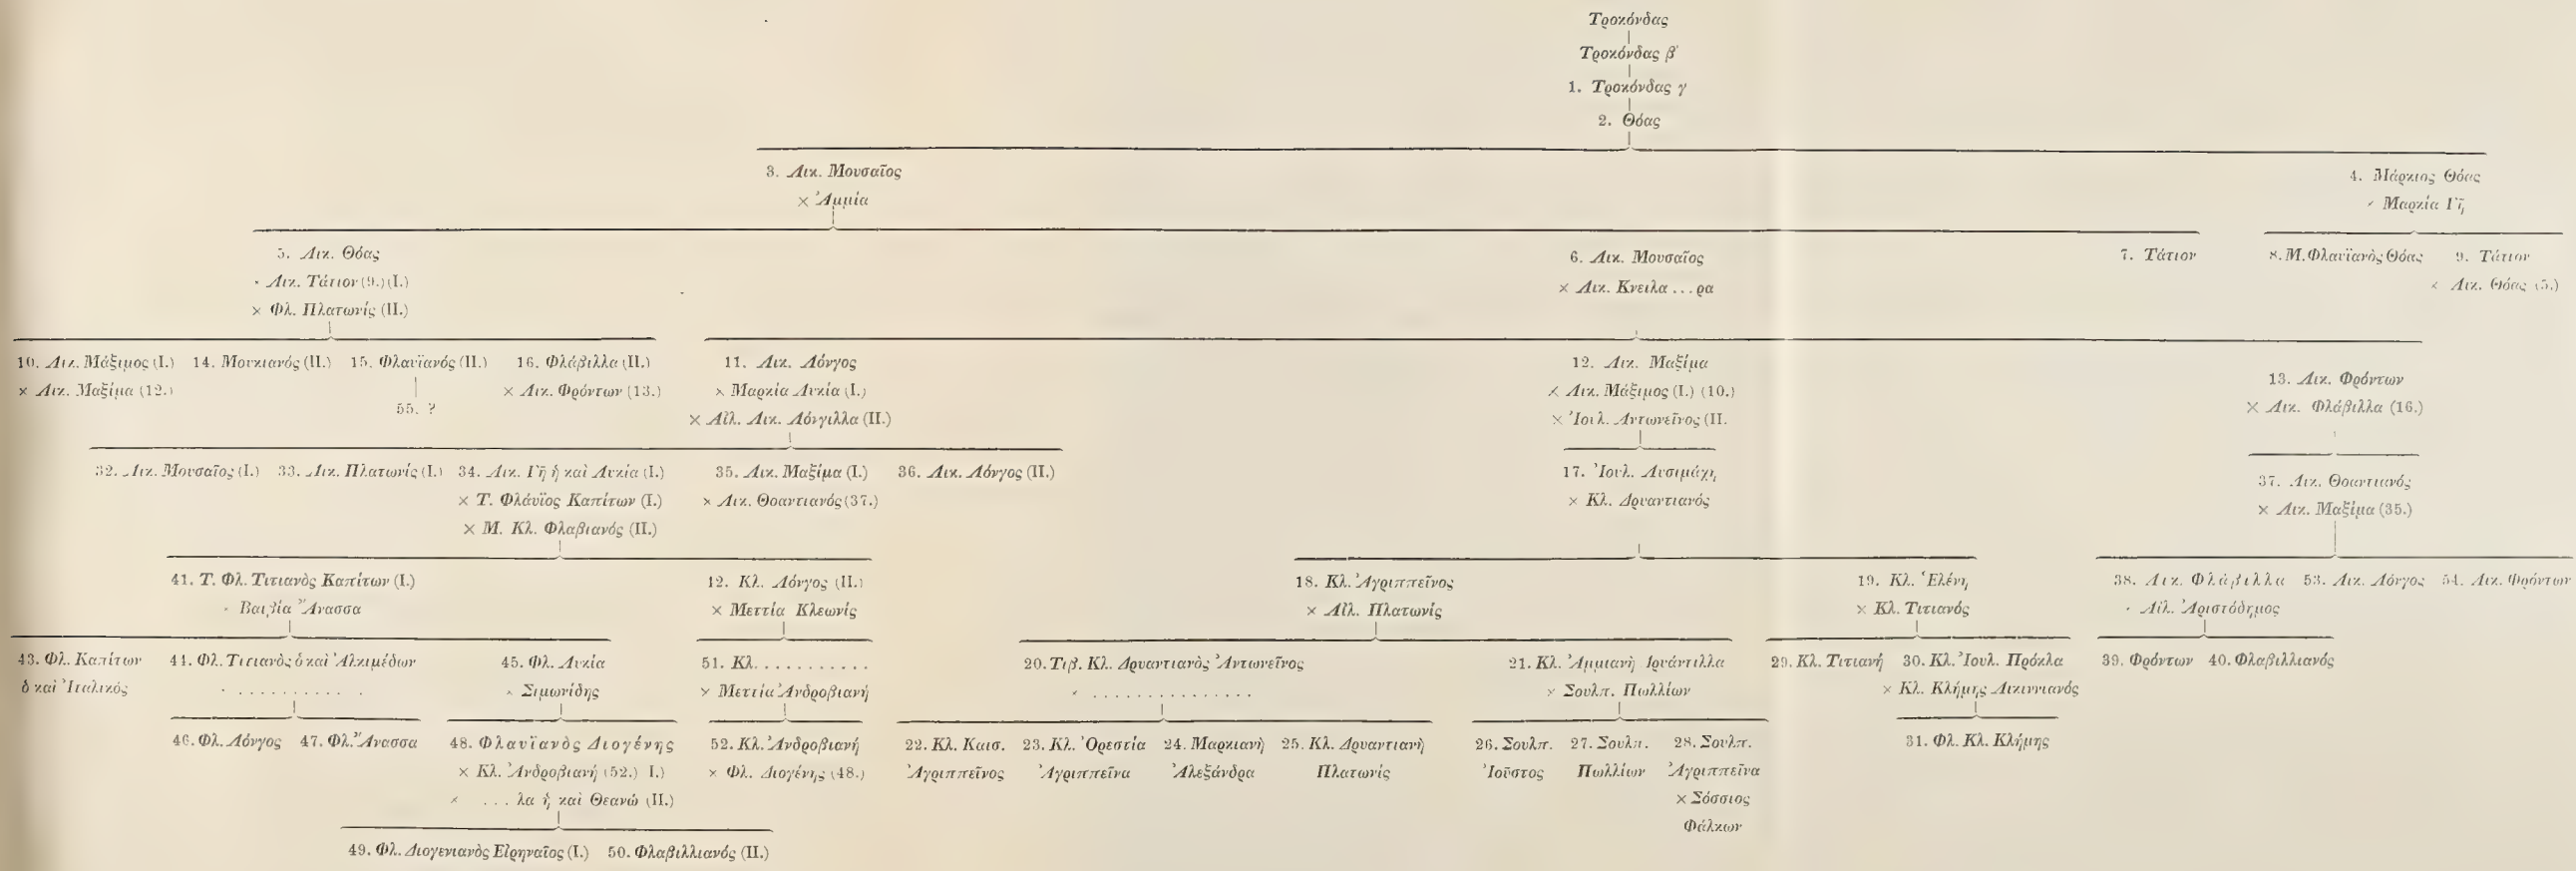 Τροκόνδας
Τροκόνδας β'
1. Τροκόνδας γ'
2. Θόας
3. Λικ. Μουσαῖος
× Ἀμμία
4. Μάρκιος Θόας
× Μαρκία Γῆ
5. Λικ. Θόας
× Λικ. Τάτιον (9.) (I.)
× Φλ. Πλατωνίς (II.)
6. Λικ. Μουσαῖος
× Λικ. Κνειλα...ρα
7. Τάτιον
8. Μ. Φλαυϊανὸς Θόας
9. Τάτιον
× Λικ. Θόας (5.)
10. Λικ. Μάξιμος (I.)
× Λικ. Μαξίμα (12.)
14. Μουκιανός (II.)
15. Φλαυϊανός (II.)
55. ?
16. Φλάβιλλα (II.)
× Λικ. Φρόντων (13.)
11. Λικ. Λόνγος
× Μαρκία Λυκία (I.)
× Αἰλ. Λικ. Λόνγιλλα (II.)
12. Λικ. Μαξίμα
× Λικ. Μάξιμος (I.) (10.)
× Ἰουλ. Αντωνεῖνος (II.
13. Λικ. Φρόντων
× Λικ. Φλάβιλλα (16.)
32. Λικ. Μουσαῖος (I.)
33. Λικ. Πλατωνίς (I.)
34. Λικ. Γῆ ἡ καὶ Λυκία (I.)
× Τ. Φλάυϊος Καπίτων (I.)
× Μ. Κλ. Φλαβιανός (II.)
35. Λικ. Μαξίμα (I.)
× Λικ. Θοαντιανός (37.)
36. Λικ. Λόνγος (II.)
17. Ἰουλ. Λυσιμάχη
× Κλ. Δρυαντιανός
37. Λικ. Θοαντιανός
× Λικ. Μαξίμα (35.)
41. Τ. Φλ. Τιτιανὸς Καπίτων (I.)
× Βαιβία Ἄνασσα
42. Κλ. Λόνγος (II.)
× Μεττία Κλεωνίς
18. Κλ. Ἀγριππεῖνος
× Αἰλ. Πλατωνίς
19. Κλ. Ἑλένη
× Κλ. Τιτιανός
38. Λικ. Φλάβιλλα
× Αἰλ. Ἀριστόδημος
53. Λικ. Λόνγος
54. Λικ. Φρόντων
43. Φλ. Καπίτων
ὁ καὶ Ἰταλικός
44. Φλ. Τιτιανὸς ὁ καὶ Ἀλκιμέδων
× . . . . . . . . . .
45. Φλ. Λυκία
× Σιμωνίδης
51. Κλ. . . . . . . . . . .
× Μεττία Ἀνδροβιανή
20. Τιβ. Κλ. Δρυαντιανὸς Ἀντωνεῖνος
× . . . . . . . . . . . . . .
21. Κλ. Ἀμμιανὴ Δρυάντιλλα
× Σουλπ. Πωλλίων
29. Κλ. Τιτιανή
30. Κλ. Ἰουλ. Πρόκλα
× Κλ. Κλήμης Λικιννιανός
39. Φρόντων
40. Φλαβιλλιανός
46. Φλ. Λόνγος
47. Φλ. Ἄνασσα
48. Φλαυϊανὸς Διογένης
× Κλ. Ἀνδροβιανή (52.) I.)
× ... λα ἡ καὶ Θεανώ (II.)
52. Κλ. Ἀνδροβιανή
× Φλ. Διογένης (48.)
22. Κλ. Καισ.
Ἀγριππεῖνος
23. Κλ. Ὀρεστία
Ἀγριππεῖνα
24. Μαρκιανὴ
Ἀλεξάνδρα
25. Κλ. Δρυαντιανὴ
Πλατωνίς
26. Σουλπ.
Ἰοῦστος
27. Σουλπ.
Πωλλίων
28. Σουλπ.
Ἀγριππεῖνα
× Σόσσιος
Φάλκων
31. Φλ. Κλ. Κλήμης
49. Φλ. Διογενιανὸς Εἰρηναῖος (I.)
50. Φλαβιλλιανός (II.)